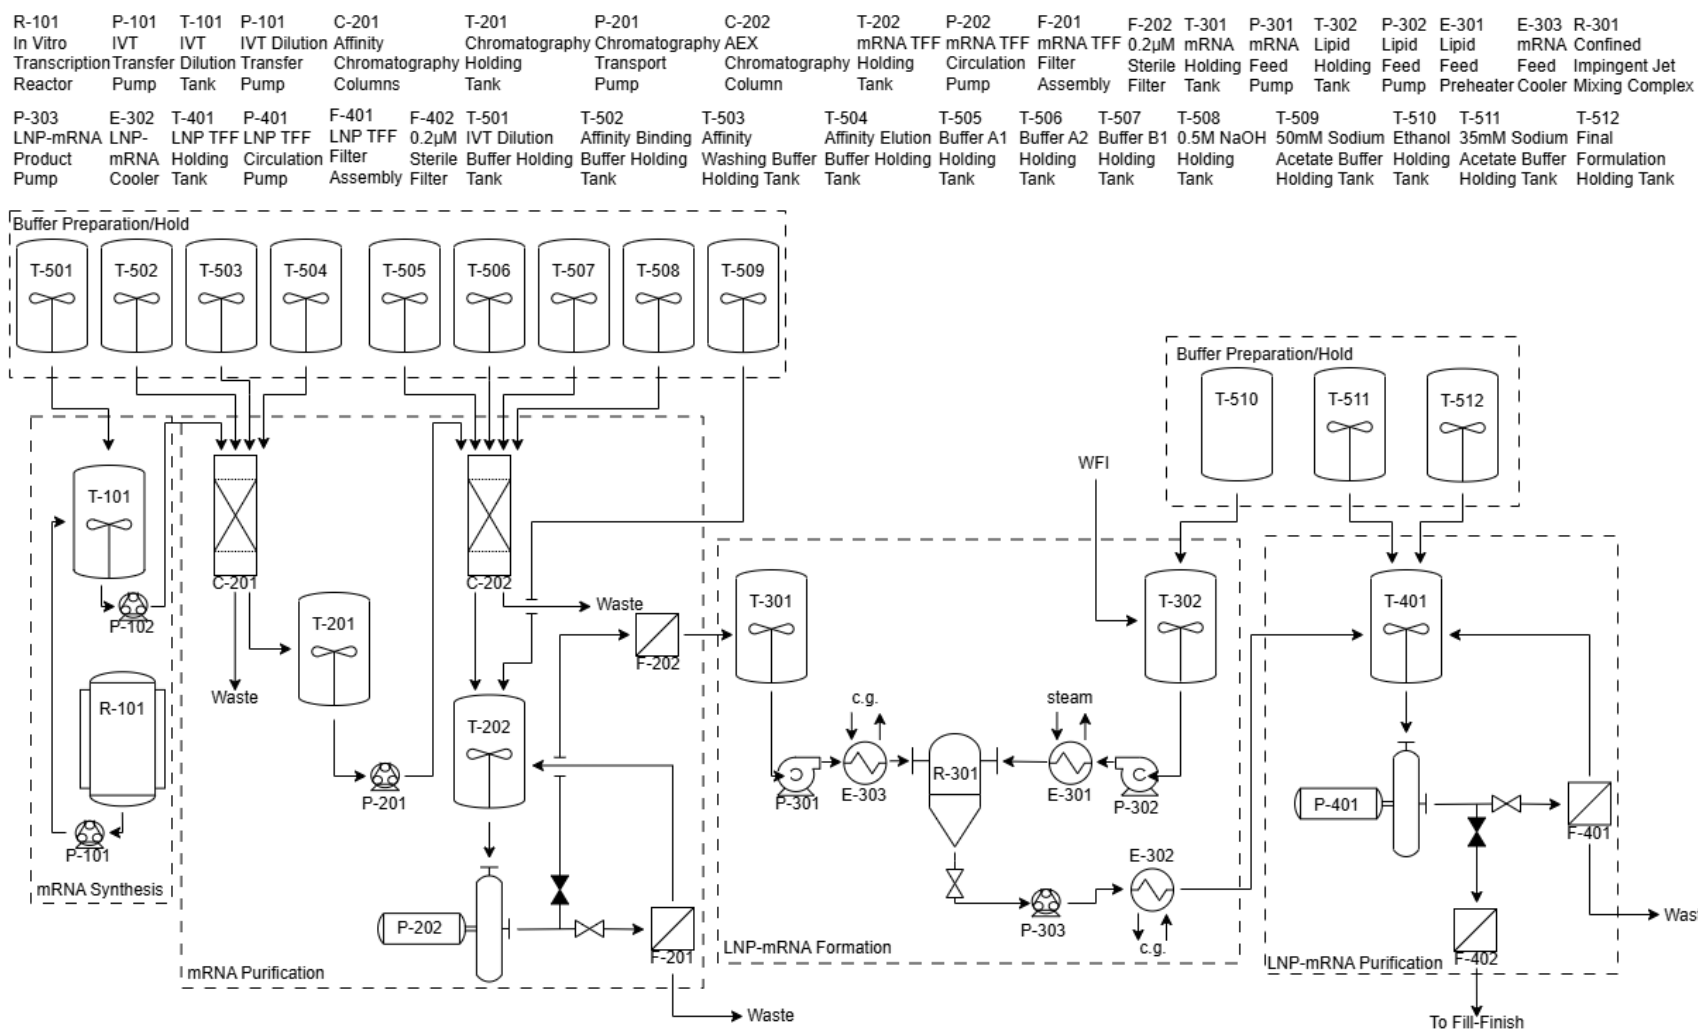 R-101 P-101 T-101 P-101 C-201 T-201 P-201 C-202 T-202 P-202 F-201 F-202 T-301 P-301 T-302 P-302 E-301 E-303 R-301
In Vitro IVT IVT IVT Dilution Affinity Chromatography Chromatography AEX mRNA TFF mRNA TFF mRNA TFF 0.2µM mRNA mRNA Lipid Lipid Lipid mRNA Confined
Transcription Transfer Dilution Transfer Chromatography Holding Transport Chromatography Holding Circulation Filter Sterile Holding Feed Holding Feed Feed Feed Impingent Jet
Reactor Pump Tank Pump Columns Tank Pump Column Tank Pump Assembly Filter Tank Pump Tank Pump Preheater Cooler Mixing Complex
P-303 E-302 T-401 P-401 F-401 F-402 T-501 T-502 T-503 T-504 T-505 T-506 T-507 T-508 T-509 T-510 T-511 T-512
LNP-mRNA LNP- LNP TFF LNP TFF LNP TFF 0.2µM IVT Dilution Affinity Binding Affinity Affinity Elution Buffer A1 Buffer A2 Buffer B1 0.5M NaOH 50mM Sodium Ethanol 35mM Sodium Final
Product mRNA Holding Circulation Filter Sterile Buffer Holding Buffer Holding Washing Buffer Buffer Holding Holding Holding Holding Holding Acetate Buffer Holding Acetate Buffer Formulation
Pump Cooler Tank Pump Assembly Filter Tank Tank Holding Tank Tank Tank Tank Tank Tank Holding Tank Tank Holding Tank Holding Tank
Buffer Preparation/Hold
T-501 T-502 T-503 T-504 T-505 T-506 T-507 T-508 T-509
Buffer Preparation/Hold
T-510 T-511 T-512
WFI
T-101
C-201
C-202
P-102
T-201
Waste
F-202
T-301
T-302
T-401
Waste
R-101
T-202
c.g.
steam
P-201
P-301
E-303
R-301
E-301
P-302
P-401
F-401
P-101
mRNA Synthesis
E-302
P-202
P-303
c.g.
F-201
LNP-mRNA Formation
Was
F-402
LNP-mRNA Purification
mRNA Purification
Waste
To Fill-Finish